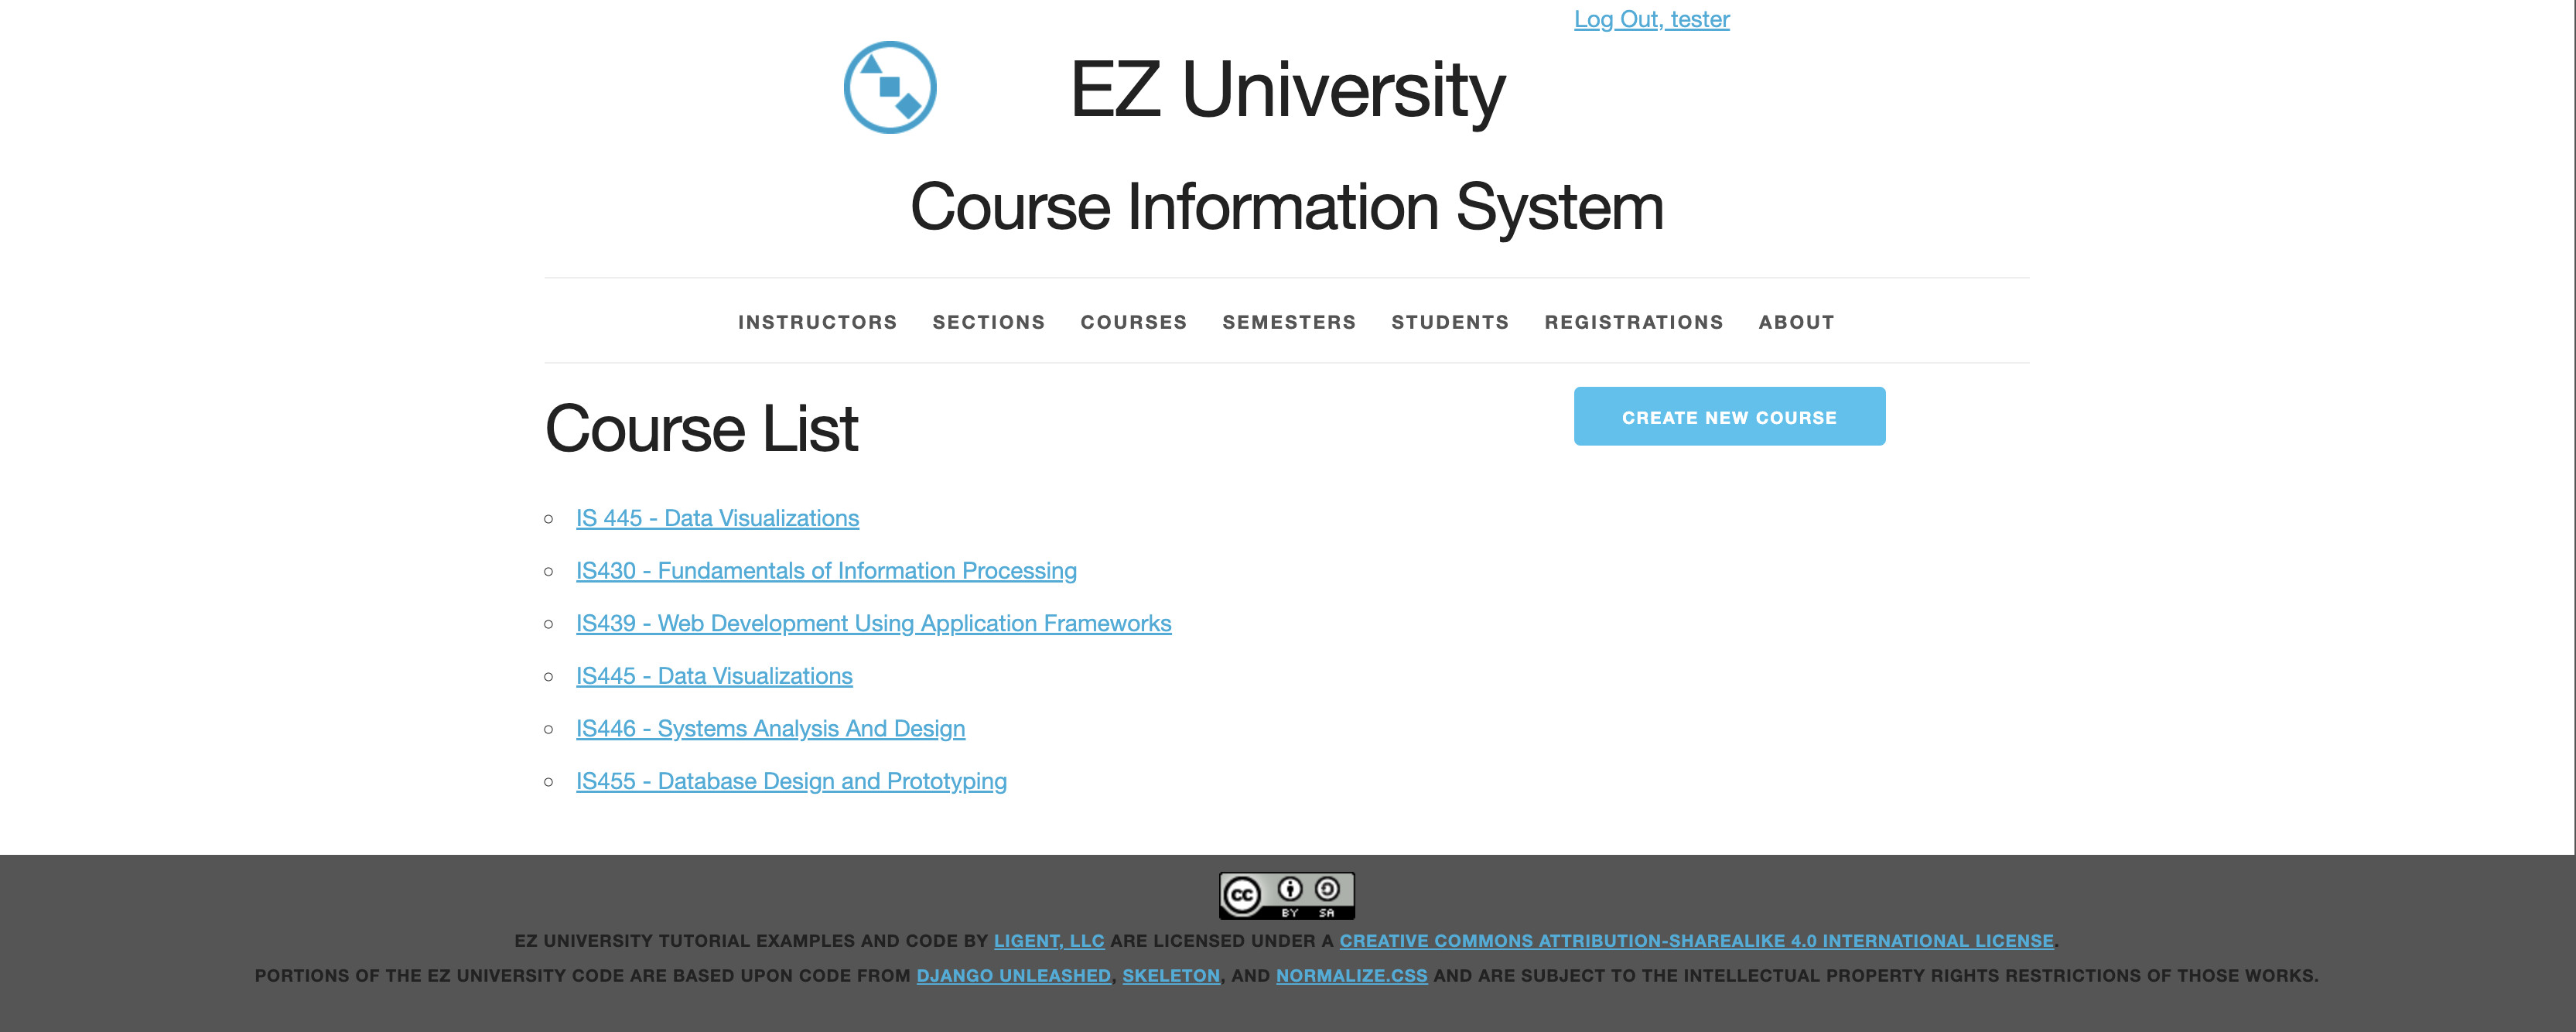 Log Out, tester
EZ University
Course Information System
INSTRUCTORS SECTIONS COURSES SEMESTERS STUDENTS REGISTRATIONS ABOUT
Course List
CREATE NEW COURSE
IS 445 - Data Visualizations
IS430 - Fundamentals of Information Processing
IS439 - Web Development Using Application Frameworks
IS445 - Data Visualizations
IS446 - Systems Analysis And Design
IS455 - Database Design and Prototyping
cc BY SA
EZ UNIVERSITY TUTORIAL EXAMPLES AND CODE BY LIGENT, LLC ARE LICENSED UNDER A CREATIVE COMMONS ATTRIBUTION-SHAREALIKE 4.0 INTERNATIONAL LICENSE.
PORTIONS OF THE EZ UNIVERSITY CODE ARE BASED UPON CODE FROM DJANGO UNLEASHED, SKELETON, AND NORMALIZE.CSS AND ARE SUBJECT TO THE INTELLECTUAL PROPERTY RIGHTS RESTRICTIONS OF THOSE WORKS.